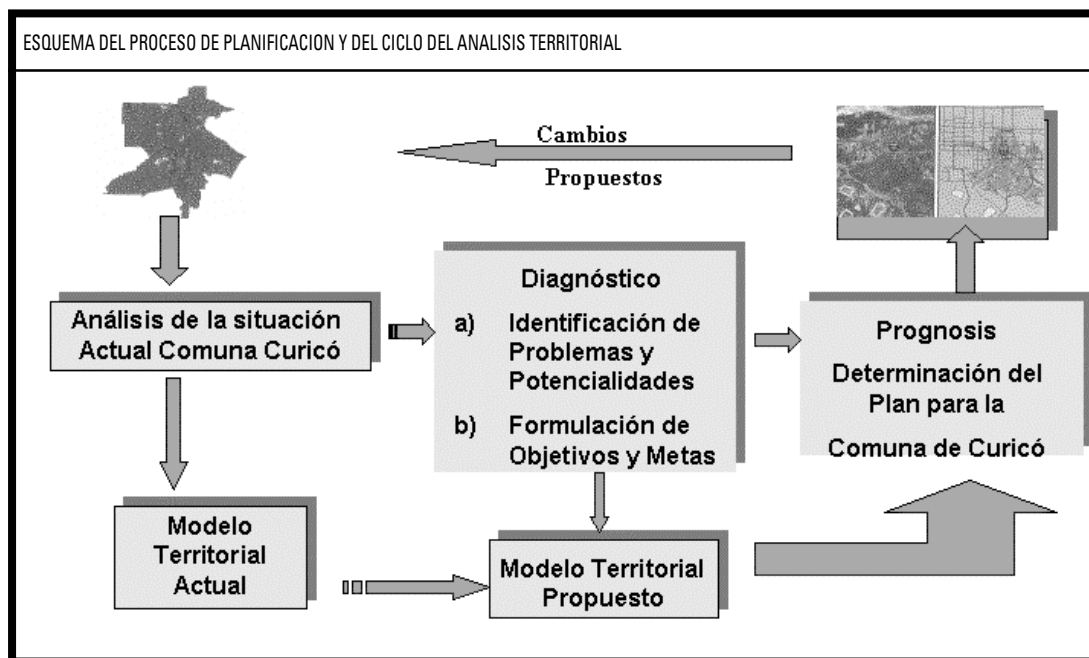 ESQUEMA DEL PROCESO DE PLANIFICACION Y DEL CICLO DEL ANALISIS TERRITORIAL
Cambios
Propuestos
Análisis de la situación
Actual Comuna Curicó
Diagnóstico
a) Identificación de
Problemas y
Potencialidades
b) Formulación de
Objetivos y Metas
Prognosis
Determinación del
Plan para la
Comuna de Curicó
Modelo
Territorial
Actual
Modelo Territorial
Propuesto